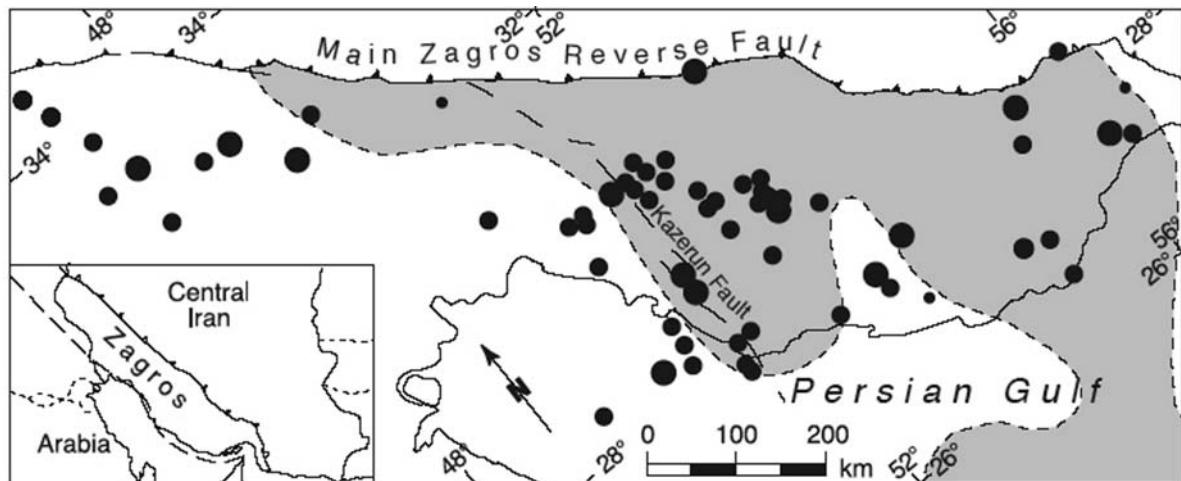 48° 34° 32° 52° 56° 28°
Main Zagros Reverse Fault
34°
Kazerun Fault
56°
26°
Central
Iran
Zagros
Arabia
N
Persian Gulf
0 100 200
km
48° 28° 52° 26°